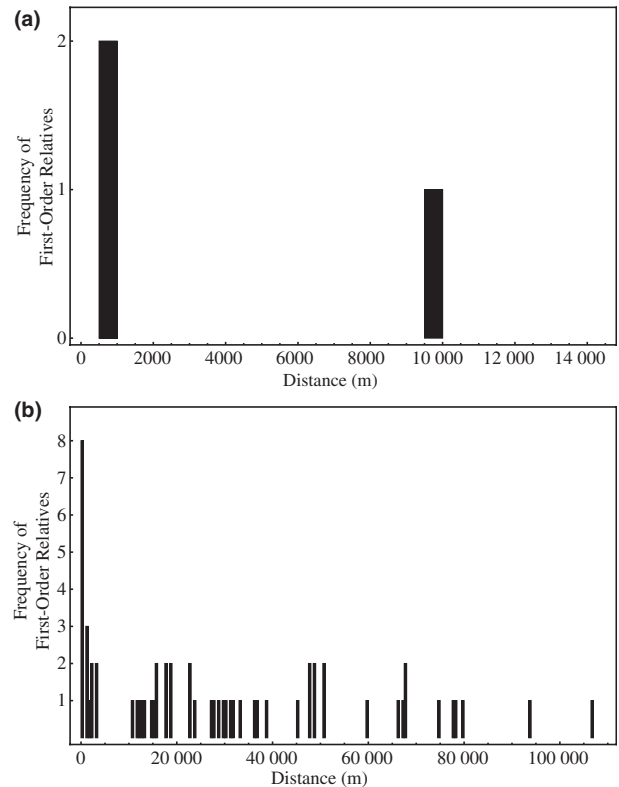 (a)
2
1
0
Frequency of
First-Order Relatives
0 2000 4000 6000 8000 10 000 12 000 14 000
Distance (m)
(b)
8
7
6
5
4
3
2
1
Frequency of
First-Order Relatives
0 20 000 40 000 60 000 80 000 100 000
Distance (m)